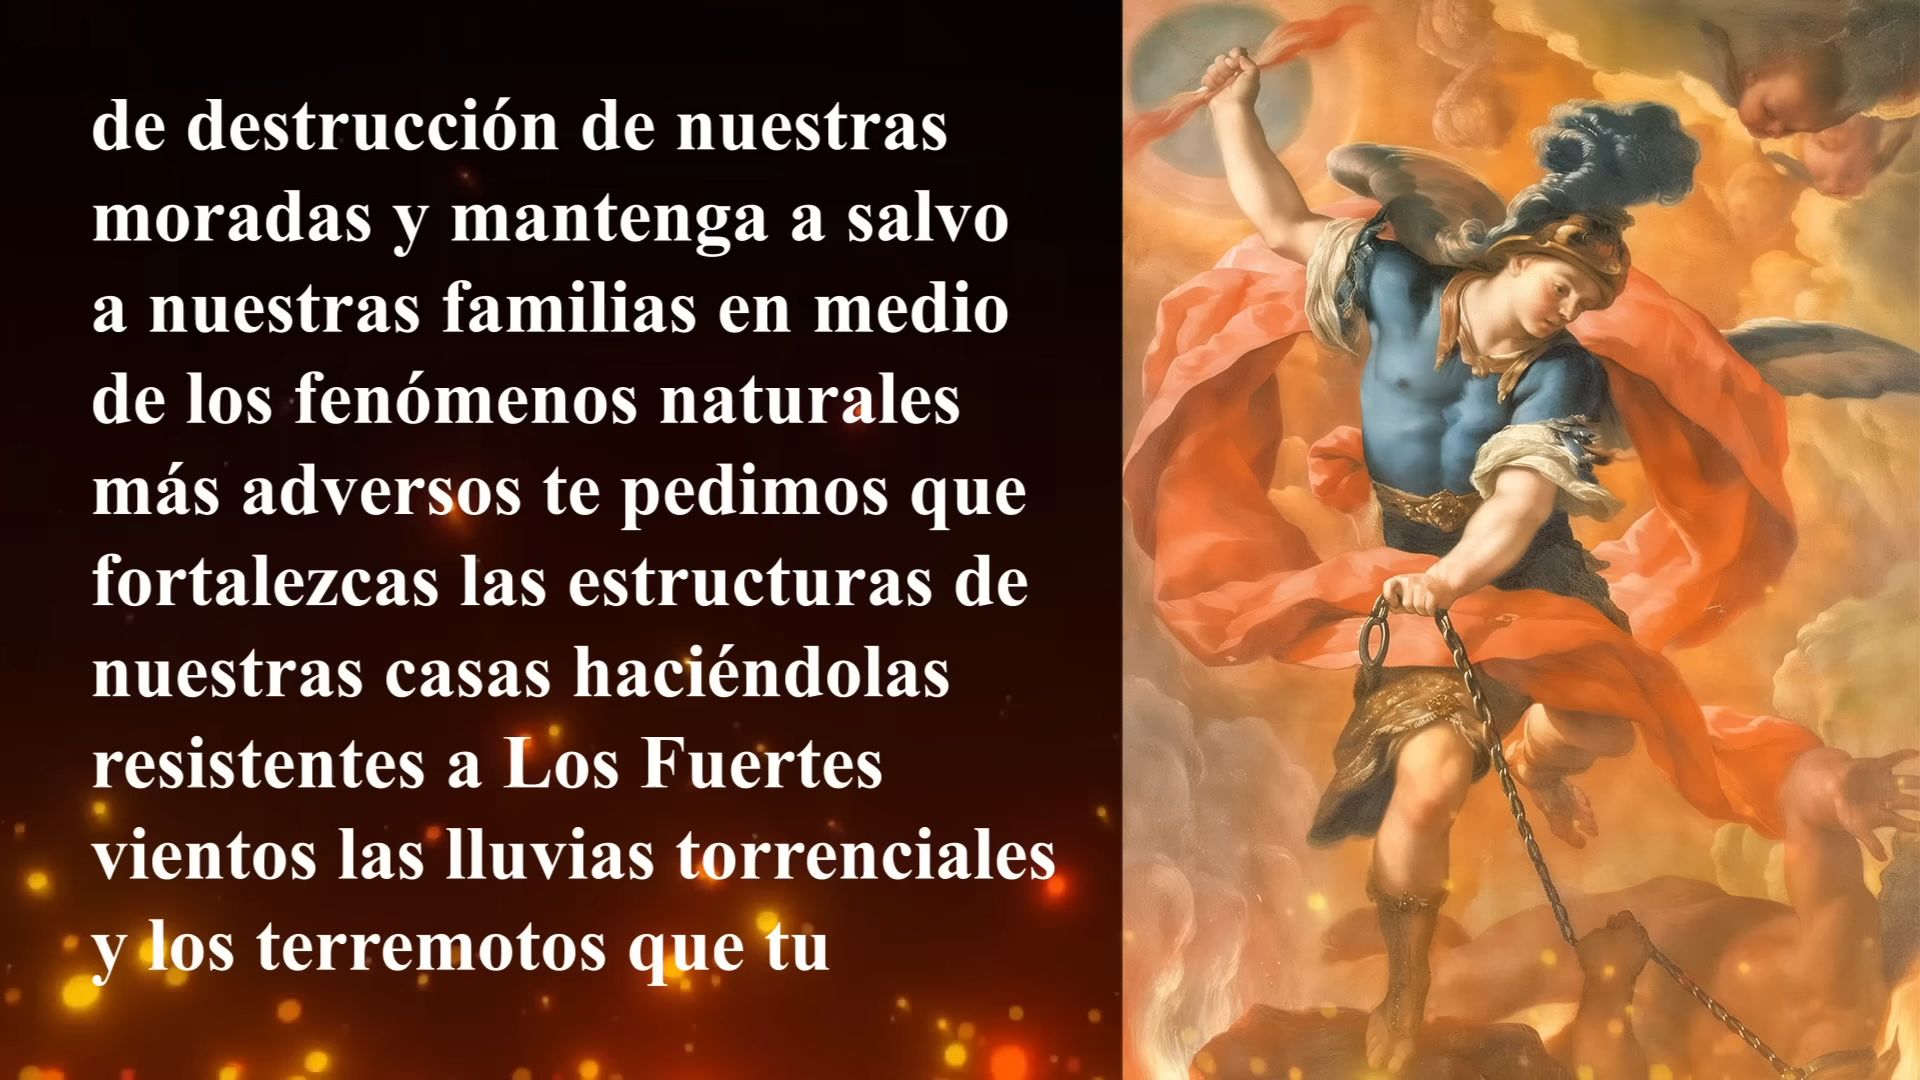 de destrucción de nuestras
moradas y mantenga a salvo
a nuestras familias en medio
de los fenómenos naturales
más adversos te pedimos que
fortalezcas las estructuras de
nuestras casas haciéndolas
resistentes a Los Fuertes
vientos las lluvias torrenciales
y los terremotos que tu